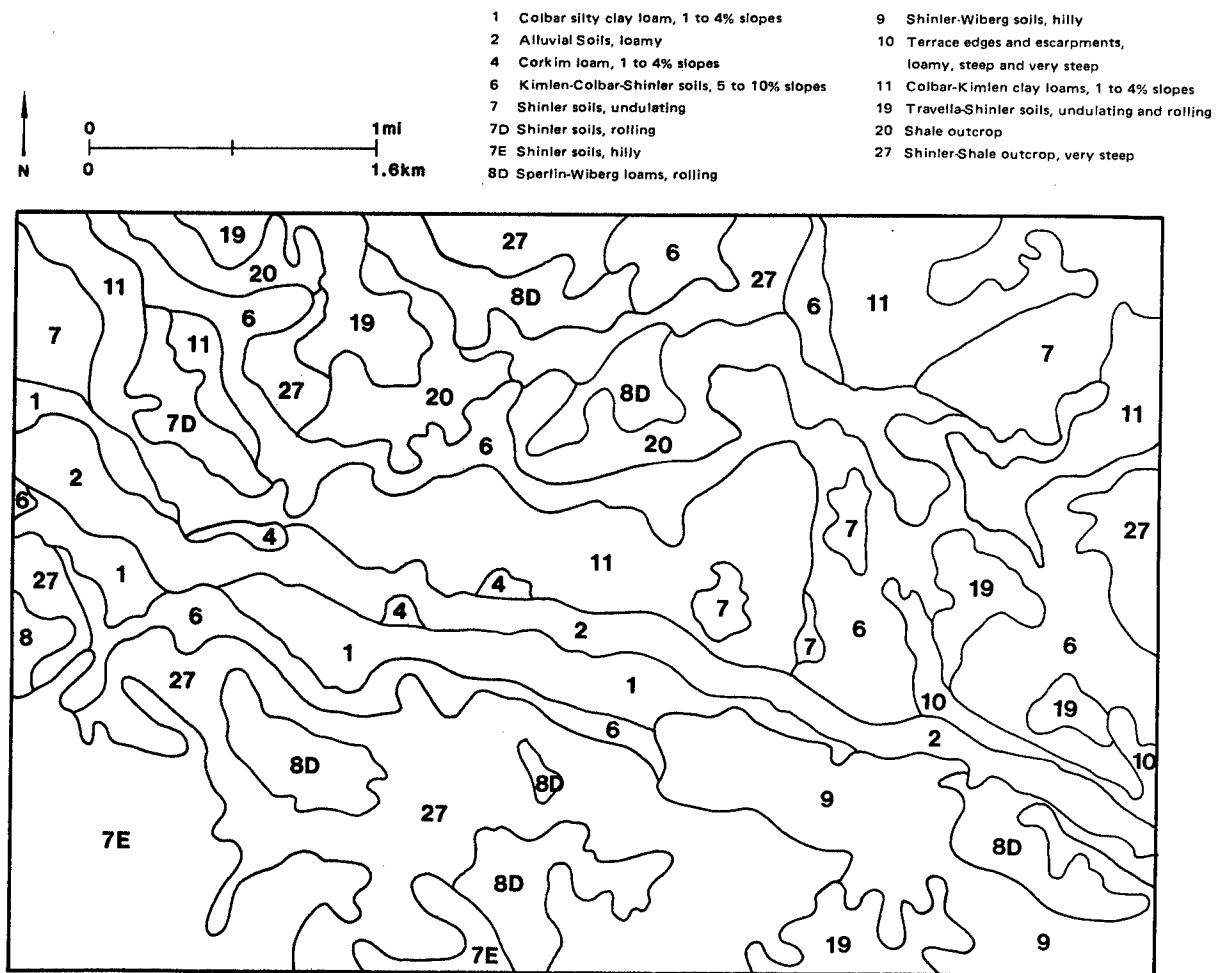 1 Colbar silty clay loam, 1 to 4% slopes
2 Alluvial Soils, loamy
4 Corkim loam, 1 to 4% slopes
6 Kimlen-Colbar-Shinler soils, 5 to 10% slopes
7 Shinler soils, undulating
7D Shinler soils, rolling
7E Shinler soils, hilly
8D Sperlin-Wiberg loams, rolling
9 Shinler-Wiberg soils, hilly
10 Terrace edges and escarpments,
loamy, steep and very steep
11 Colbar-Kimlen clay loams, 1 to 4% slopes
19 Travella-Shinler soils, undulating and rolling
20 Shale outcrop
27 Shinler-Shale outcrop, very steep
N
0 1mi
0 1.6km
19 27 6
20 27
11 8D 6 11
6 19
7 11 7
27 8D
1 20 11
7D 6 20
2
6 7 27
4
11
27 1 19
4 7
4
8 6 2 7 6 6
1
27 1 10 19
6 2
8D 8D 10
9
27
7E 8D
8D
7E 19 9